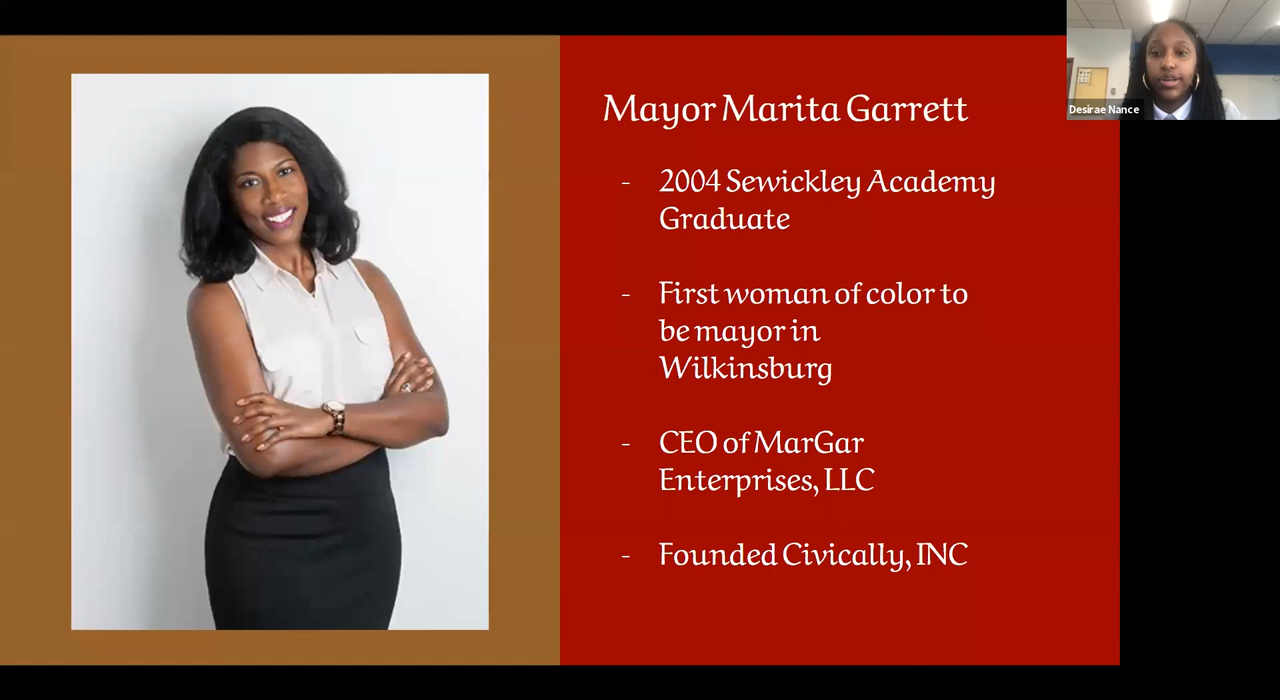 Mayor Marita Garrett
- 2004 Sewickley Academy
Graduate
- First woman of color to
be mayor in
Wilkinsburg
- CEO of MarGar
Enterprises, LLC
- Founded Civically, INC
Desirae Nance